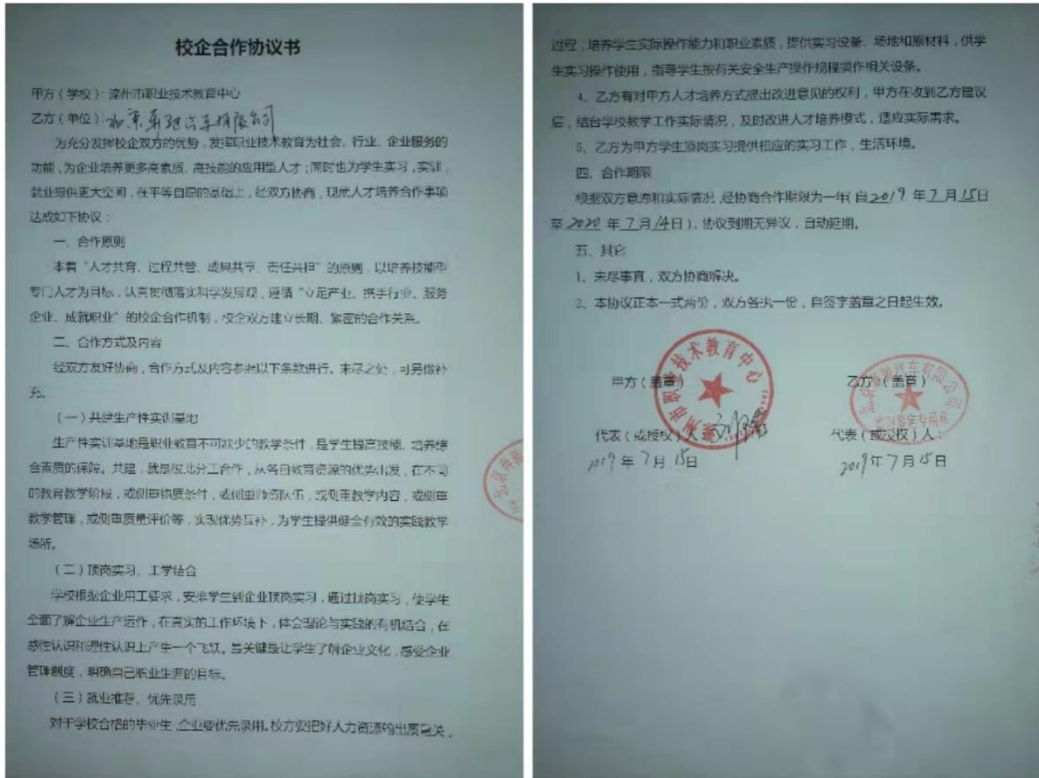 校企合作协议书
甲方（学校）：滦州市职业技术教育中心
乙方（单位）：北京奔驰汽车有限公司
为充分发挥校企双方的优势，发挥职业技术教育为社会、行业、企业服务的
功能，为企业培养更多高素质、高技能的应用型人才；同时也为学生实习，实训，
就业提供更大空间，在平等自愿的基础上，经双方协商，现就人才培养合作事项
达成如下协议：
一、合作原则
本着“人才共育、过程共管、成果共享、责任共担”的原则，以培养技能型
专门人才为目标，认真贯彻落实科学发展观，遵循“立足产业、携手行业、服务
企业、成就职业”的校企合作机制，校企双方建立长期、紧密的合作关系。
二、合作方式及内容
经双方友好协商，合作方式及内容参照以下条款进行。未尽之处，可另做补
充。
（一）共建生产性实训基地
生产性实训基地是职业教育不可缺少的教学条件，是学生提高技能、培养综
合素质的保障。共建，就是彼此分工合作，从各自教育资源的优势出发，在不同
的教育教学阶段，或侧重物质条件，或侧重师资队伍，或侧重教学内容，或侧重
教学管理，或侧重质量评价等，实现优势互补，为学生提供健全有效的实践教学
场所。
（二）顶岗实习、工学结合
学校根据企业用工要求，安排学生到企业顶岗实习，通过顶岗实习，使学生
全面了解企业生产运作，在真实的工作环境下，体会理论与实践的有机结合，在
感性认识和理性认识上产生一个飞跃。最关键是让学生了解企业文化，感受企业
管理制度，明确自己职业生涯的目标。
（三）就业推荐、优先录用
对于学校合格的毕业生，企业要优先录用。校方要把好人力资源的出质量关，
过程，培养学生实际操作能力和职业素质，提供实习设备、场地和原材料，供学
生实习操作使用，指导学生按有关安全生产操作规程操作相关设备。
4、乙方有对甲方人才培养方式提出改进意见的权利，甲方在收到乙方建议
后，结合学校教学工作实际情况，及时改进人才培养模式，适应实际需求。
5、乙方为甲方学生顶岗实习提供相应的实习工作，生活环境。
四、合作期限
根据双方意愿和实际情况，经协商合作期限为一年（自2019年7月15日
至2020年7月14日），协议到期无异议，自动延期。
五、其它
1、未尽事宜，双方协商解决。
2、本协议正本一式两份，双方各执一份，自签字盖章之日起生效。
甲方（盖章）
乙方（盖章）
滦州市职业技术教育中心
代表（或授权）人：
代表（或授权）人：
2019年7月15日
2019年7月15日